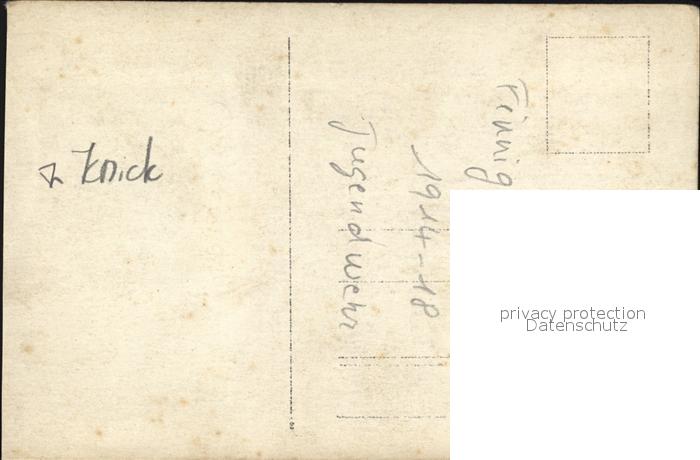 z Knick
Jugendwehr
1914-18
privacy protection
Datenschutz